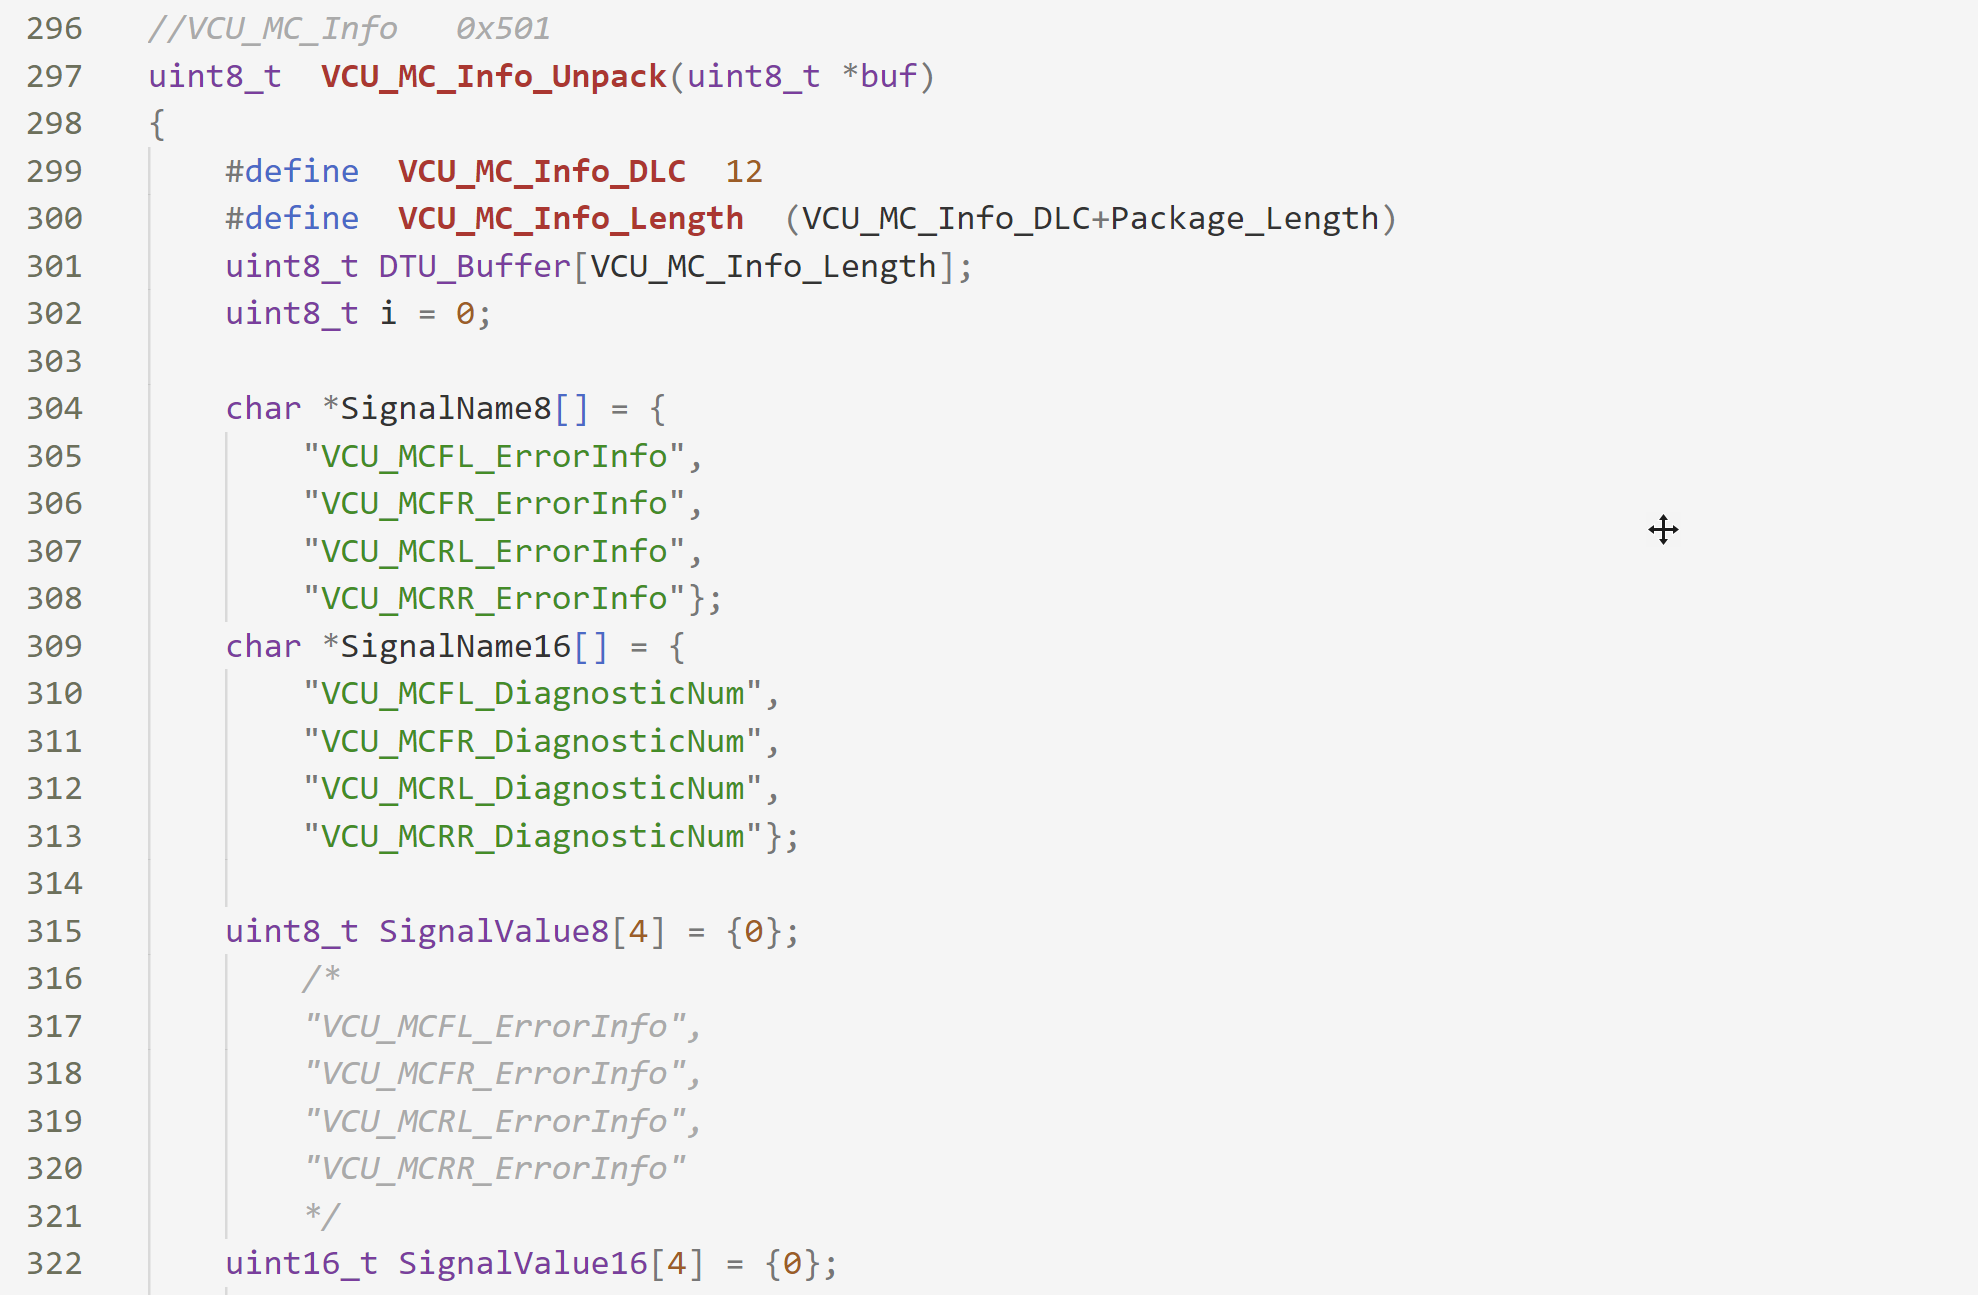 296 //VCU_MC_Info   0x501
297 uint8_t  VCU_MC_Info_Unpack(uint8_t *buf)
298 {
299     #define  VCU_MC_Info_DLC  12
300     #define  VCU_MC_Info_Length  (VCU_MC_Info_DLC+Package_Length)
301     uint8_t DTU_Buffer[VCU_MC_Info_Length];
302     uint8_t i = 0;
303
304     char *SignalName8[] = {
305         "VCU_MCFL_ErrorInfo",
306         "VCU_MCFR_ErrorInfo",
307         "VCU_MCRL_ErrorInfo",
308         "VCU_MCRR_ErrorInfo"};
309     char *SignalName16[] = {
310         "VCU_MCFL_DiagnosticNum",
311         "VCU_MCFR_DiagnosticNum",
312         "VCU_MCRL_DiagnosticNum",
313         "VCU_MCRR_DiagnosticNum"};
314
315     uint8_t SignalValue8[4] = {0};
316         /*
317         "VCU_MCFL_ErrorInfo",
318         "VCU_MCFR_ErrorInfo",
319         "VCU_MCRL_ErrorInfo",
320         "VCU_MCRR_ErrorInfo"
321         */
322     uint16_t SignalValue16[4] = {0};